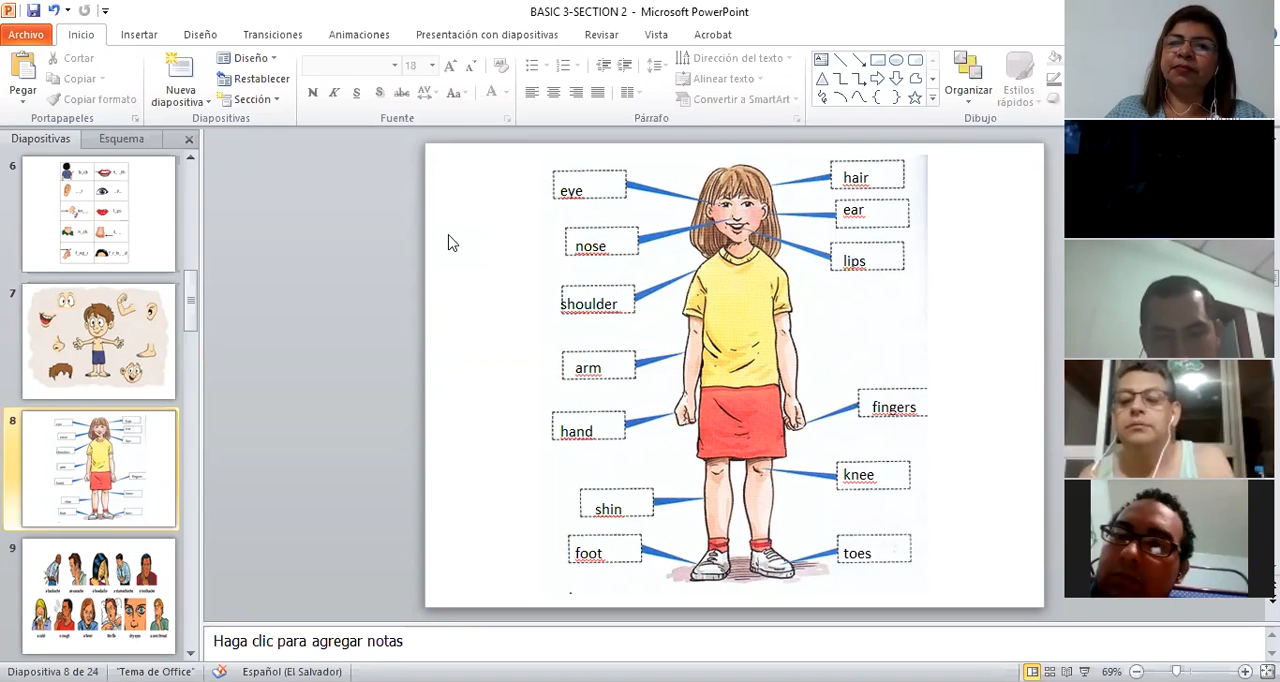 BASIC 3-SECTION 2 - Microsoft PowerPoint
Archivo Inicio Insertar Diseño Transiciones Animaciones Presentación con diapositivas Revisar Vista Acrobat
Pegar
Cortar
Copiar
Copiar formato
Portapapeles
Nueva
diapositiva
Diseño
Restablecer
Sección
Diapositivas
18
N K S S abc AV Aa A
Fuente
Dirección del texto
Alinear texto
Convertir a SmartArt
Párrafo
Organizar
Estilos
rápidos
Dibujo
Diapositivas Esquema
6
7
8
9
eye
nose
shoulder
arm
hand
shin
foot
hair
ear
lips
fingers
knee
toes
Haga clic para agregar notas
Diapositiva 8 de 24 "Tema de Office" Español (El Salvador) 69%